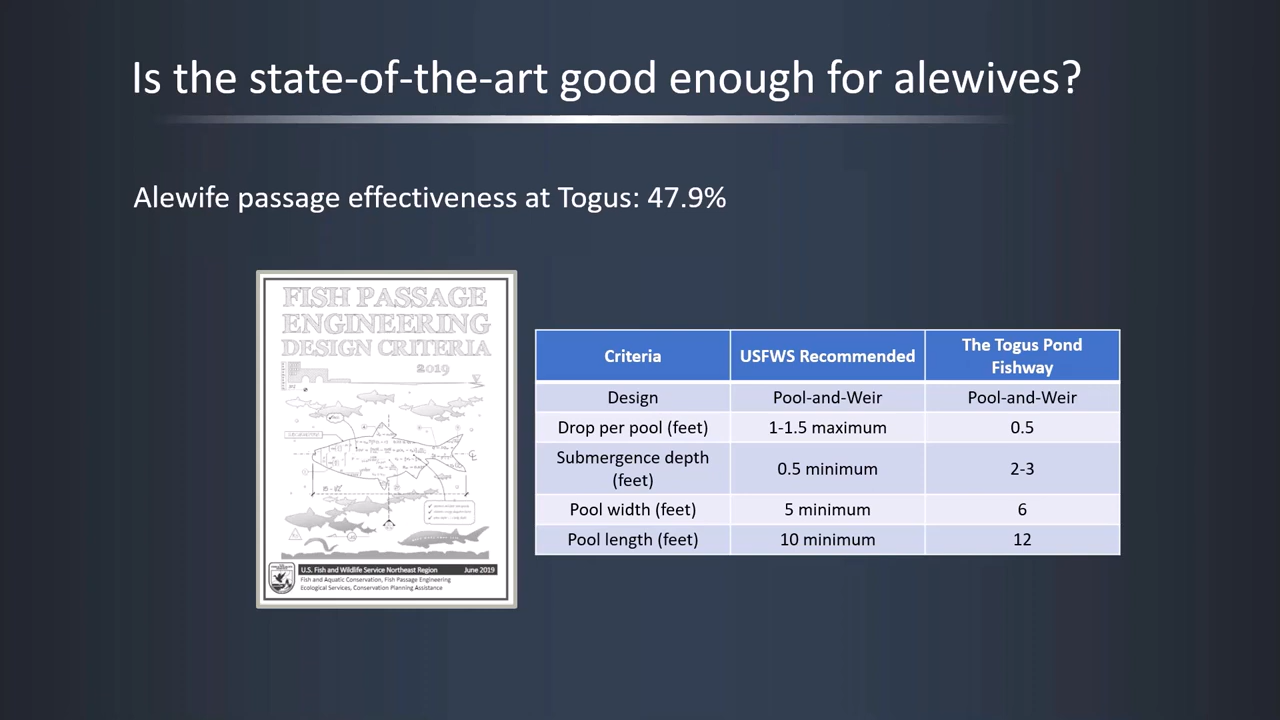 Is the state-of-the-art good enough for alewives?
Alewife passage effectiveness at Togus: 47.9%
FISH PASSAGE
ENGINEERING
DESIGN CRITERIA
2019
U.S. Fish and Wildlife Service Northeast Region June 2019
Fish and Aquatic Conservation, Fish Passage Engineering
Ecological Services, Conservation Planning Assistance
Criteria USFWS Recommended The Togus Pond
Fishway
Design Pool-and-Weir Pool-and-Weir
Drop per pool (feet) 1-1.5 maximum 0.5
Submergence depth
(feet) 0.5 minimum 2-3
Pool width (feet) 5 minimum 6
Pool length (feet) 10 minimum 12